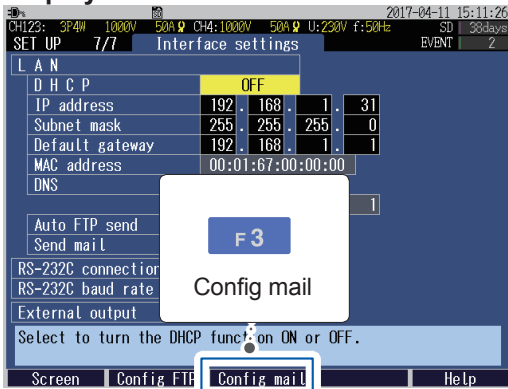 2017-04-11 15:11:26
CH123: 3P4W 1000V 50A CH4:1000V 50A U:230V f:50Hz SD 38days
SET UP 7/7 Interface settings EVENT 2
LAN
DHCP OFF
IP address 192. 168. 1. 31
Subnet mask 255. 255. 255. 0
Default gateway 192. 168. 1. 1
MAC address 00:01:67:00:00:00
DNS
1
Auto FTP send
Send mail
F3
RS-232C connection
RS-232C baud rate
Config mail
External output
Select to turn the DHCP function ON or OFF.
Screen Config FTP Config mail Help